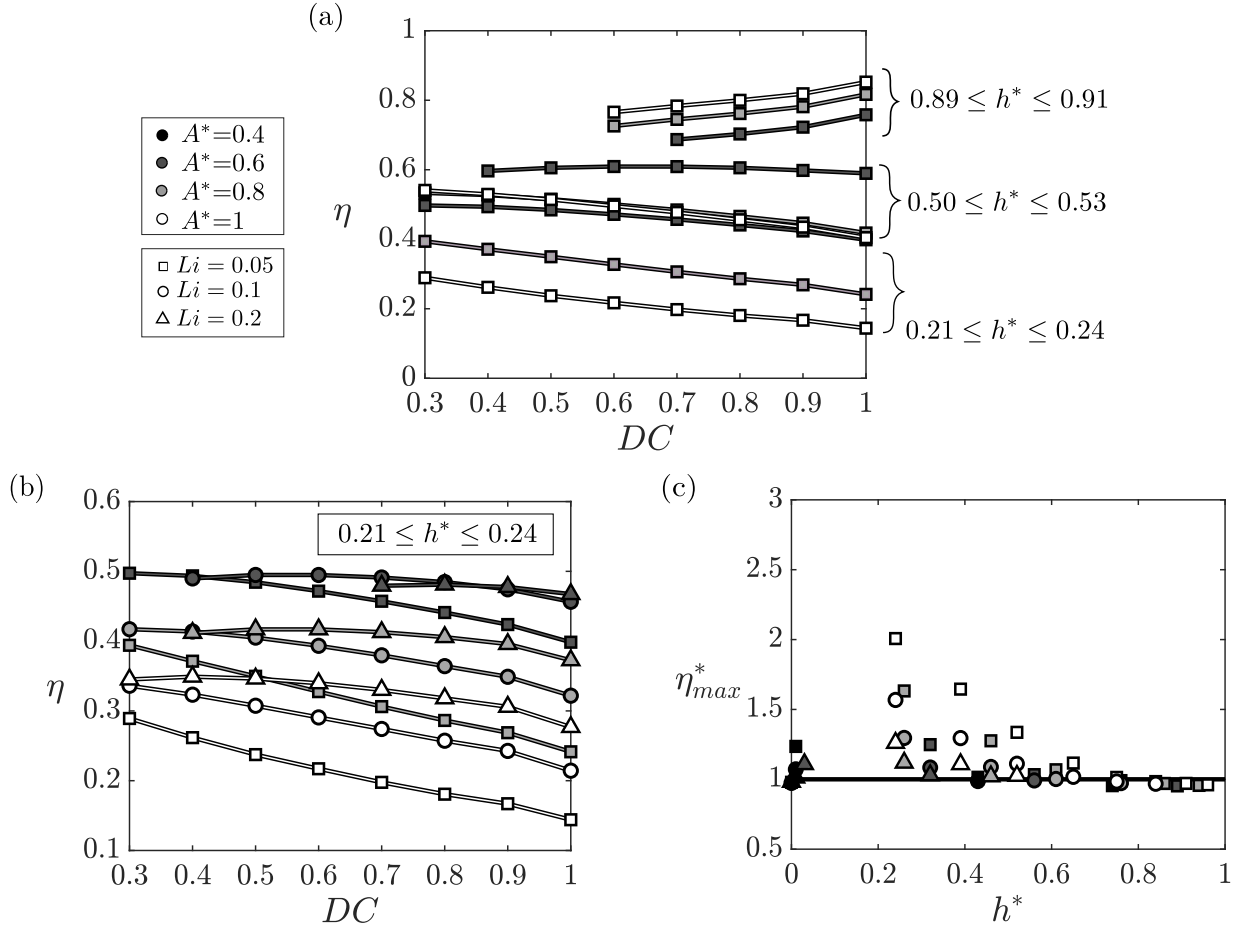 (a)
1
0.8
0.6
0.4
0.2
0
η
0.3 0.4 0.5 0.6 0.7 0.8 0.9 1
DC
0.89 ≤ h* ≤ 0.91
0.50 ≤ h* ≤ 0.53
0.21 ≤ h* ≤ 0.24
A*=0.4
A*=0.6
A*=0.8
A*=1
Li = 0.05
Li = 0.1
Li = 0.2
(b)
0.6
0.5
0.4
0.3
0.2
0.1
η
0.21 ≤ h* ≤ 0.24
0.3 0.4 0.5 0.6 0.7 0.8 0.9 1
DC
(c)
3
2.5
2
1.5
1
0.5
η*max
0 0.2 0.4 0.6 0.8 1
h*